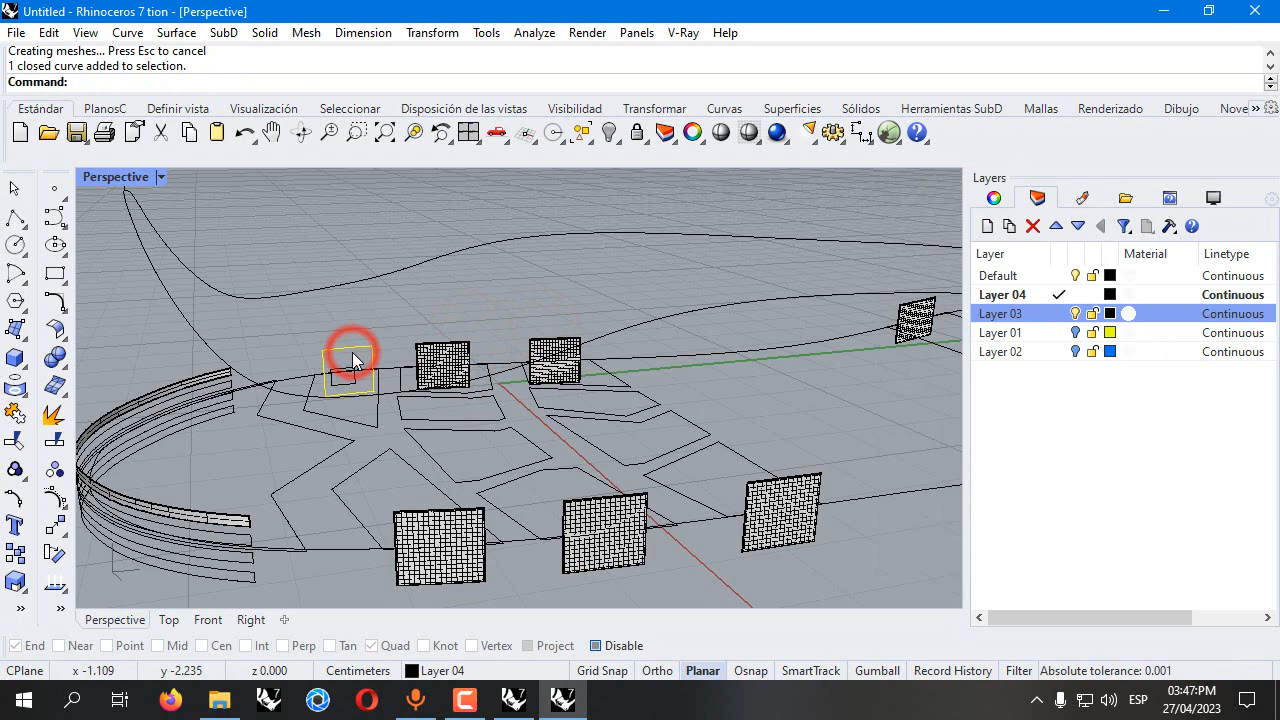 Untitled - Rhinoceros 7 tion - [Perspective]
File Edit View Curve Surface SubD Solid Mesh Dimension Transform Tools Analyze Render Panels V-Ray Help
Creating meshes... Press Esc to cancel
1 closed curve added to selection.
Command:
Estándar PlanosC Definir vista Visualización Seleccionar Disposición de las vistas Visibilidad Transformar Curvas Superficies Sólidos Herramientas SubD Mallas Renderizado Dibujo Nove »
Perspective
Layers
Layer Material Linetype
Default Continuous
Layer 04 Continuous
Layer 03 Continuous
Layer 01 Continuous
Layer 02 Continuous
Perspective Top Front Right
End Near Point Mid Cen Int Perp Tan Quad Knot Vertex Project Disable
CPlane x -1.109 y -2.235 z 0.000 Centimeters Layer 04 Grid Snap Ortho Planar Osnap SmartTrack Gumball Record History Filter Absolute tolerance: 0.001
ESP 03:47:PM
27/04/2023